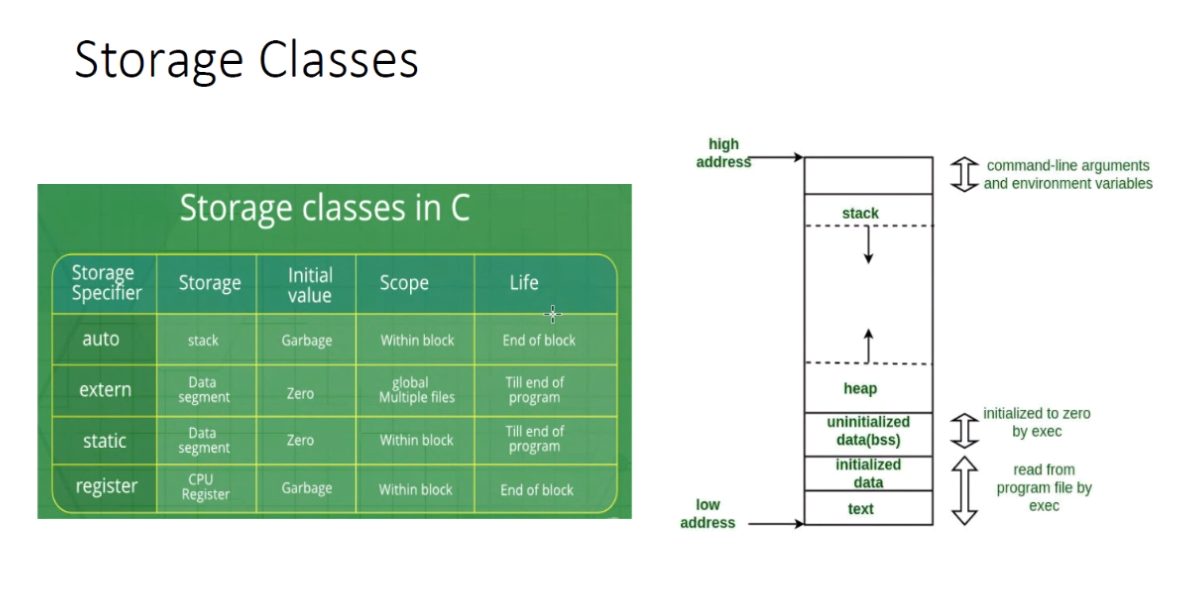 Storage Classes
Storage classes in C
Storage
Specifier
Storage
Initial
value
Scope
Life
auto
stack
Garbage
Within block
End of block
extern
Data
segment
Zero
global
Multiple files
Till end of
program
static
Data
segment
Zero
Within block
Till end of
program
register
CPU
Register
Garbage
Within block
End of block
high
address
command-line arguments
and environment variables
stack
heap
uninitialized
data(bss)
initialized to zero
by exec
initialized
data
read from
program file by
exec
text
low
address